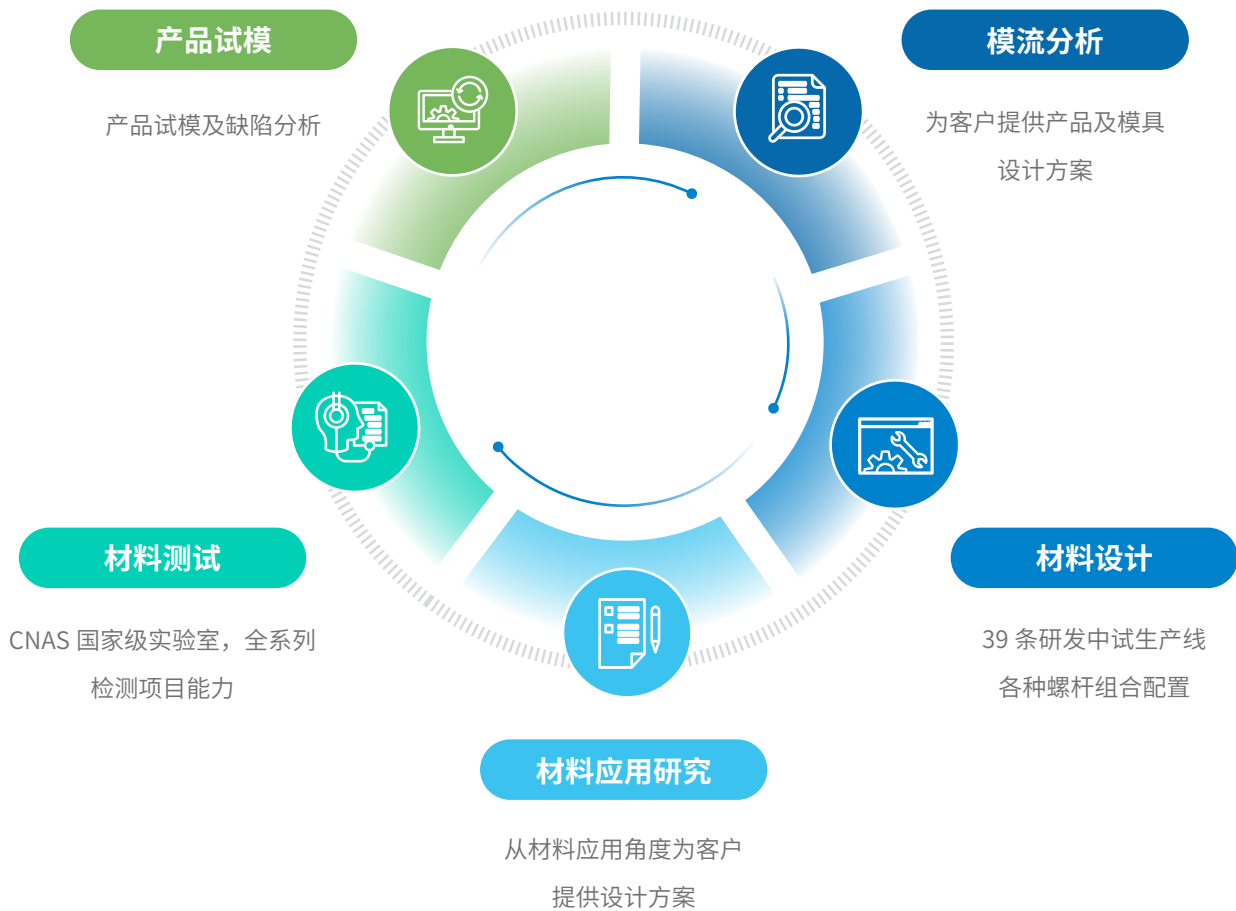 产品试模
产品试模及缺陷分析
模流分析
为客户提供产品及模具
设计方案
材料测试
CNAS 国家级实验室，全系列
检测项目能力
材料设计
39 条研发中试生产线
各种螺杆组合配置
材料应用研究
从材料应用角度为客户
提供设计方案